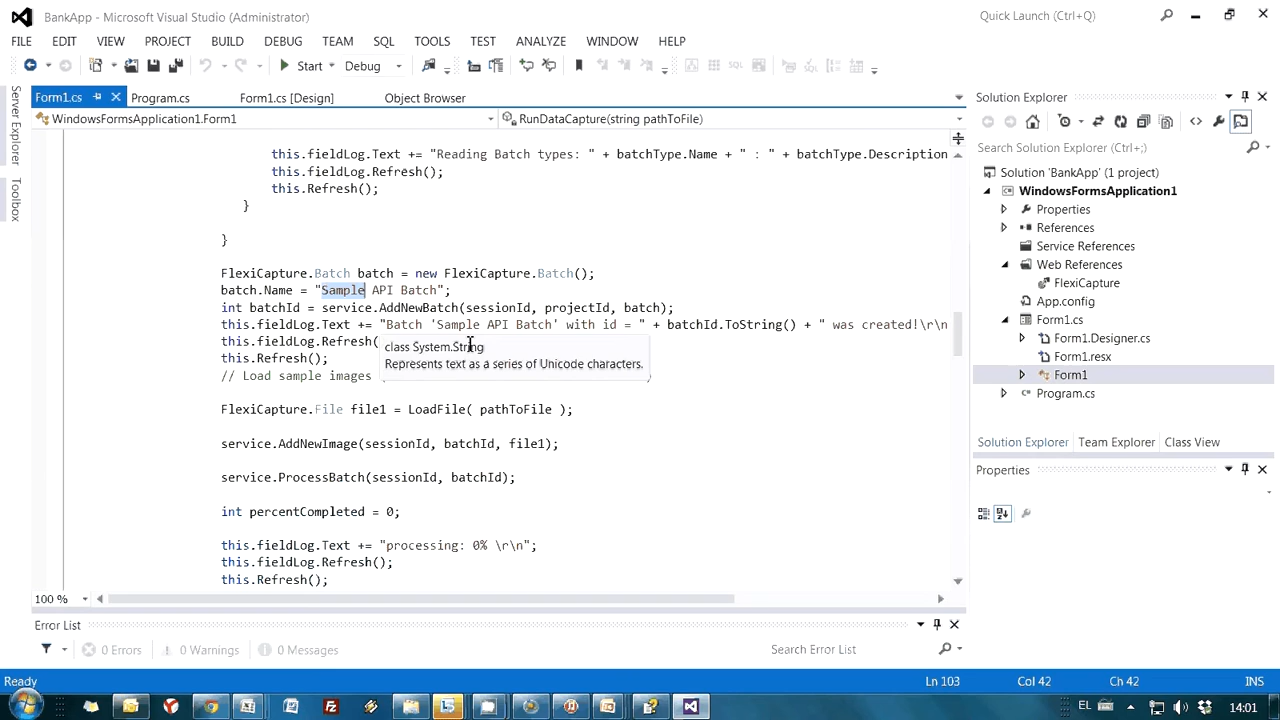 BankApp - Microsoft Visual Studio (Administrator)
Quick Launch (Ctrl+Q)
FILE EDIT VIEW PROJECT BUILD DEBUG TEAM SQL TOOLS TEST ANALYZE WINDOW HELP
Start Debug
Server Explorer
Toolbox
Form1.cs Program.cs Form1.cs [Design] Object Browser
WindowsFormsApplication1.Form1 RunDataCapture(string pathToFile)
this.fieldLog.Text += "Reading Batch types: " + batchType.Name + " : " + batchType.Description
this.fieldLog.Refresh();
this.Refresh();
}
}
FlexiCapture.Batch batch = new FlexiCapture.Batch();
batch.Name = "Sample API Batch";
int batchId = service.AddNewBatch(sessionId, projectId, batch);
this.fieldLog.Text += "Batch 'Sample API Batch' with id = " + batchId.ToString() + " was created!\r\n
this.fieldLog.Refresh(
class System.String
this.Refresh();
Represents text as a series of Unicode characters.
// Load sample images
FlexiCapture.File file1 = LoadFile( pathToFile );
service.AddNewImage(sessionId, batchId, file1);
service.ProcessBatch(sessionId, batchId);
int percentCompleted = 0;
this.fieldLog.Text += "processing: 0% \r\n";
this.fieldLog.Refresh();
this.Refresh();
100 %
Error List
0 Errors 0 Warnings 0 Messages
Search Error List
Solution Explorer
Search Solution Explorer (Ctrl+;)
Solution 'BankApp' (1 project)
WindowsFormsApplication1
Properties
References
Service References
Web References
FlexiCapture
App.config
Form1.cs
Form1.Designer.cs
Form1.resx
Form1
Program.cs
Solution Explorer Team Explorer Class View
Properties
Ready Ln 103 Col 42 Ch 42 INS
EL 14:01